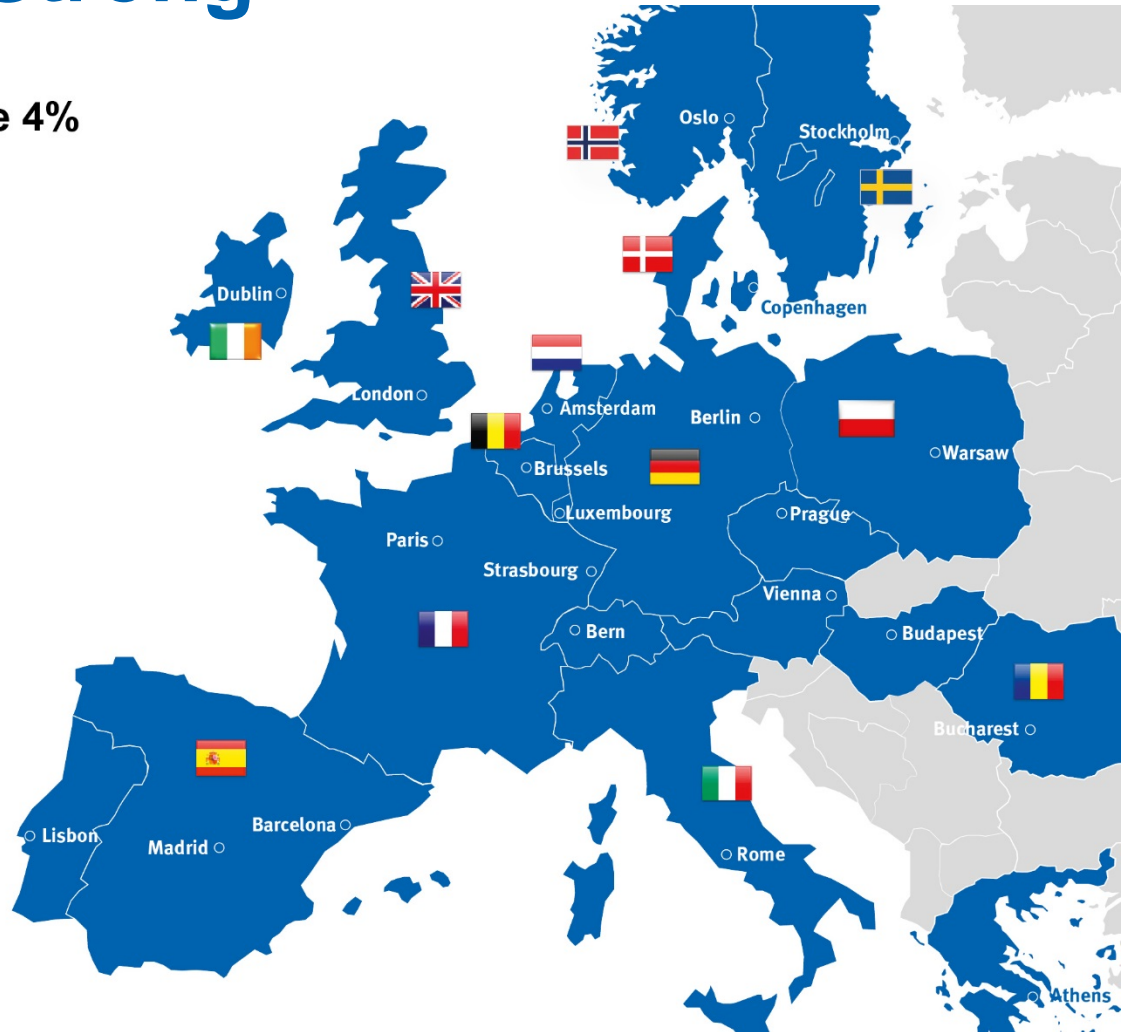 strong
e 4%
Oslo
Stockholm
Dublin
Copenhagen
London
Amsterdam
Berlin
Warsaw
Brussels
Luxembourg
Prague
Paris
Strasbourg
Vienna
Bern
Budapest
Bucharest
Barcelona
Lisbon
Madrid
Rome
Athens